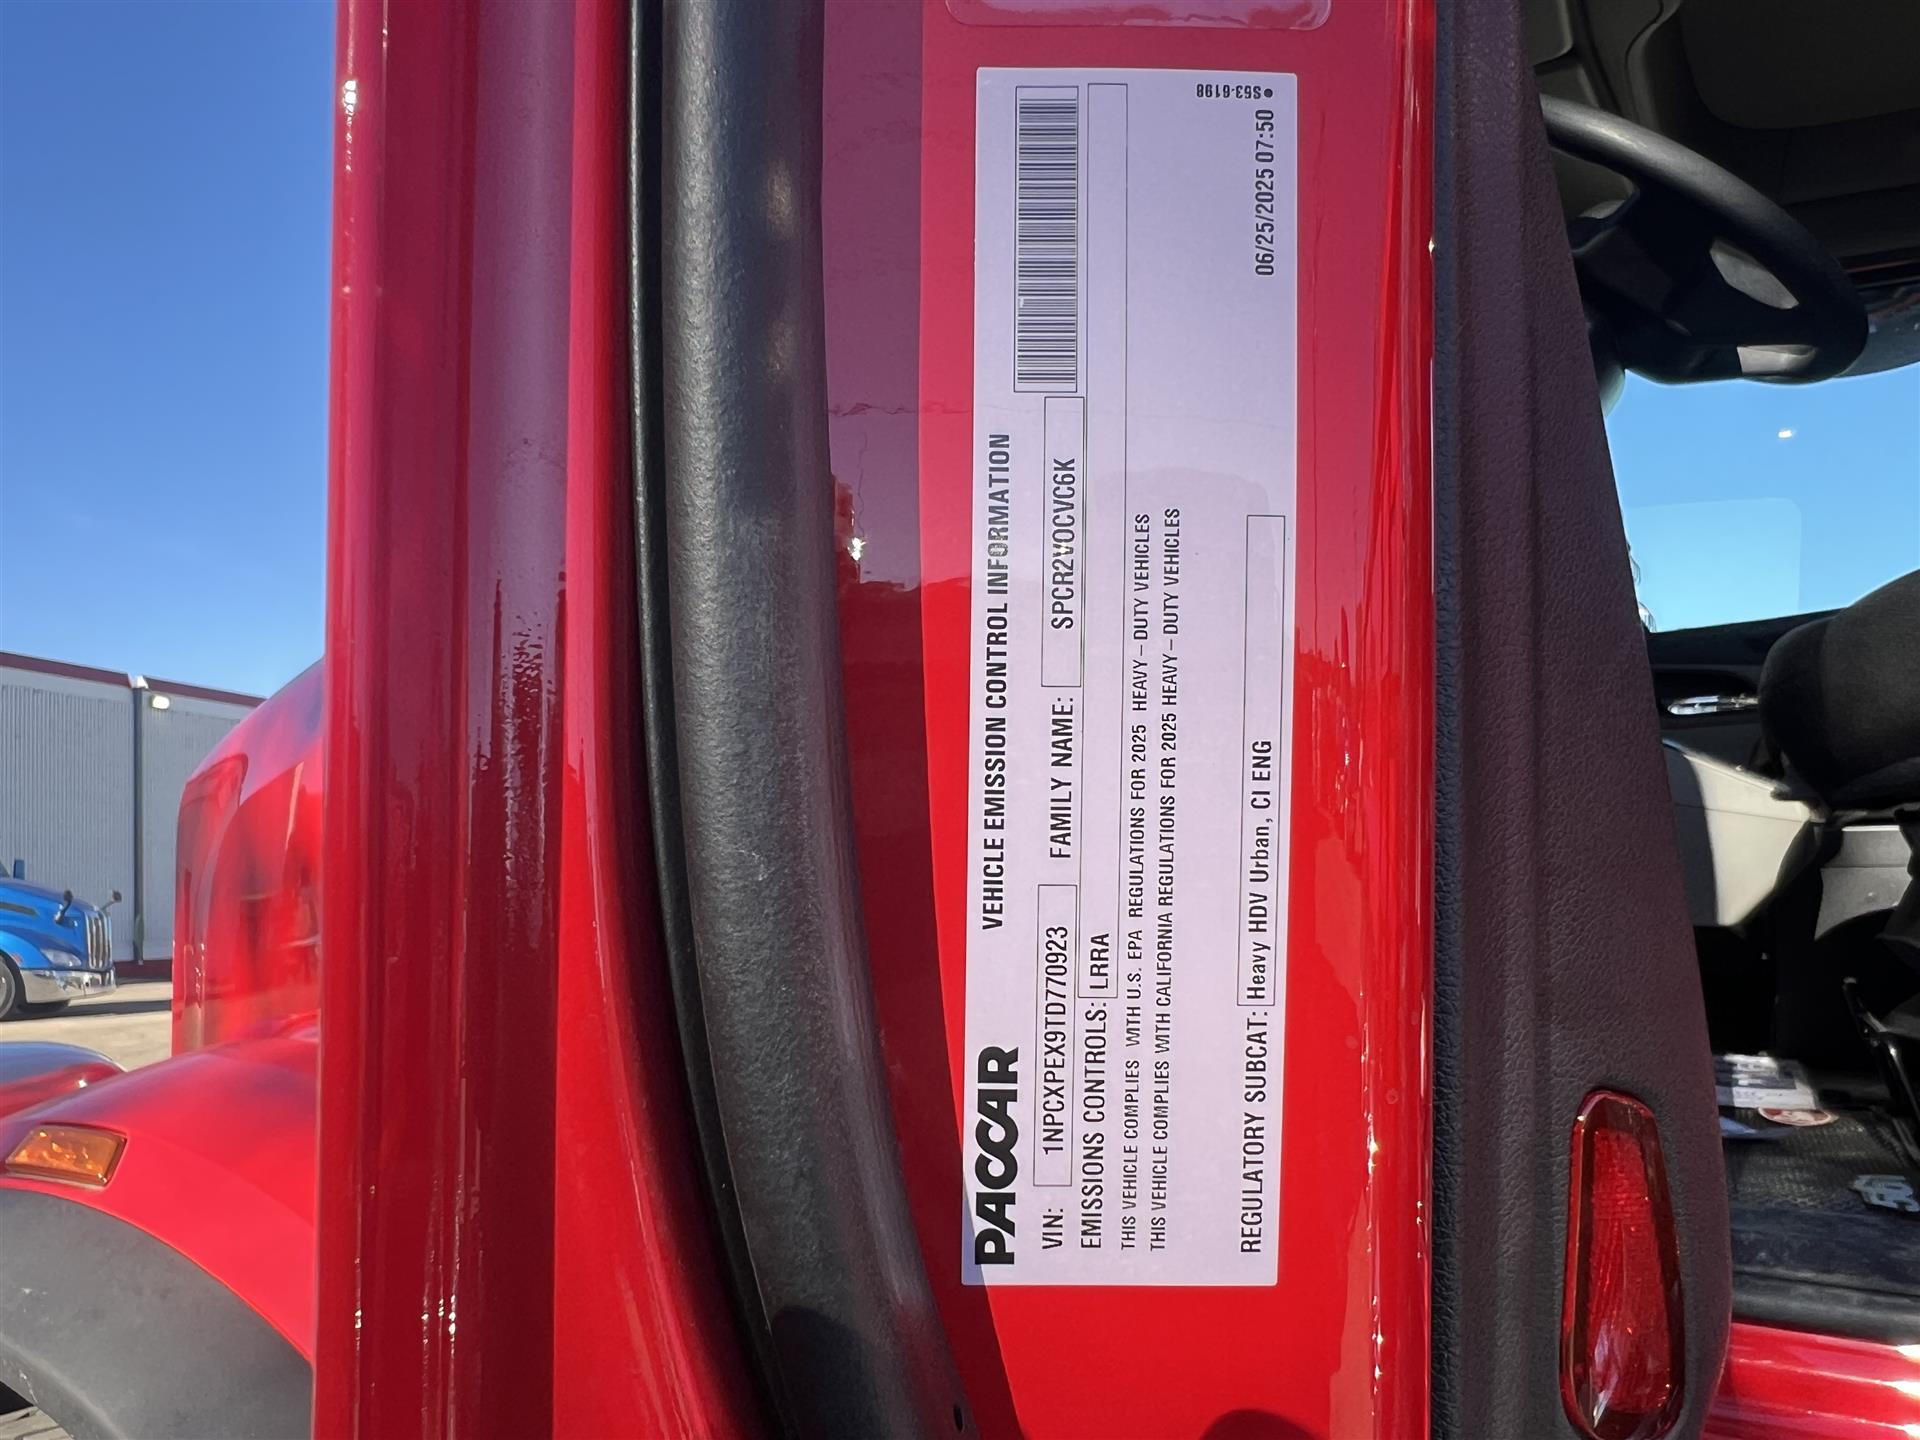 PACCAR
VEHICLE EMISSION CONTROL INFORMATION
VIN: 1NPCXPEX9TD770923 FAMILY NAME: SPCR2VOCVC6K
EMISSIONS CONTROLS: LRRA
THIS VEHICLE COMPLIES WITH U.S. EPA REGULATIONS FOR 2025 HEAVY-DUTY VEHICLES
THIS VEHICLE COMPLIES WITH CALIFORNIA REGULATIONS FOR 2025 HEAVY-DUTY VEHICLES
REGULATORY SUBCAT: Heavy HDV Urban, CI ENG
06/25/2025 07:50
●S53-6198